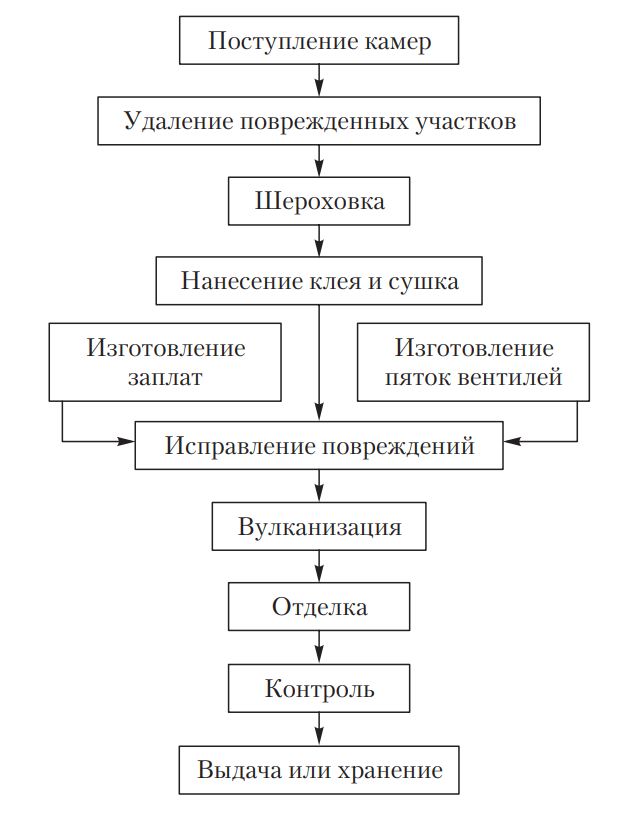 Поступление камер
Удаление поврежденных участков
Шероховка
Нанесение клея и сушка
Изготовление
заплат
Изготовление
пяток вентилей
Исправление повреждений
Вулканизация
Отделка
Контроль
Выдача или хранение